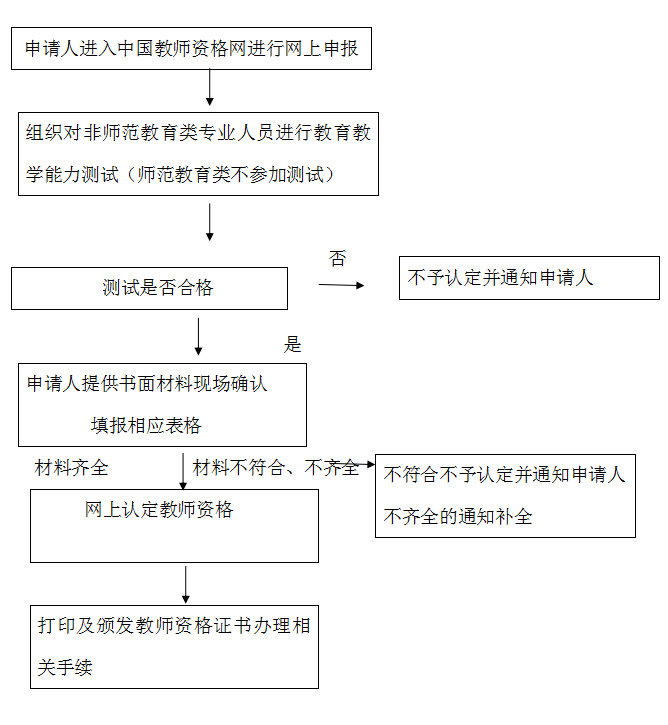 申请人进入中国教师资格网进行网上申报
组织对非师范教育类专业人员进行教育教
学能力测试（师范教育类不参加测试）
否
测试是否合格
不予认定并通知申请人
是
申请人提供书面材料现场确认
填报相应表格
材料齐全
材料不符合、不齐全
不符合不予认定并通知申请人
不齐全的通知补全
网上认定教师资格
打印及颁发教师资格证书办理相
关手续